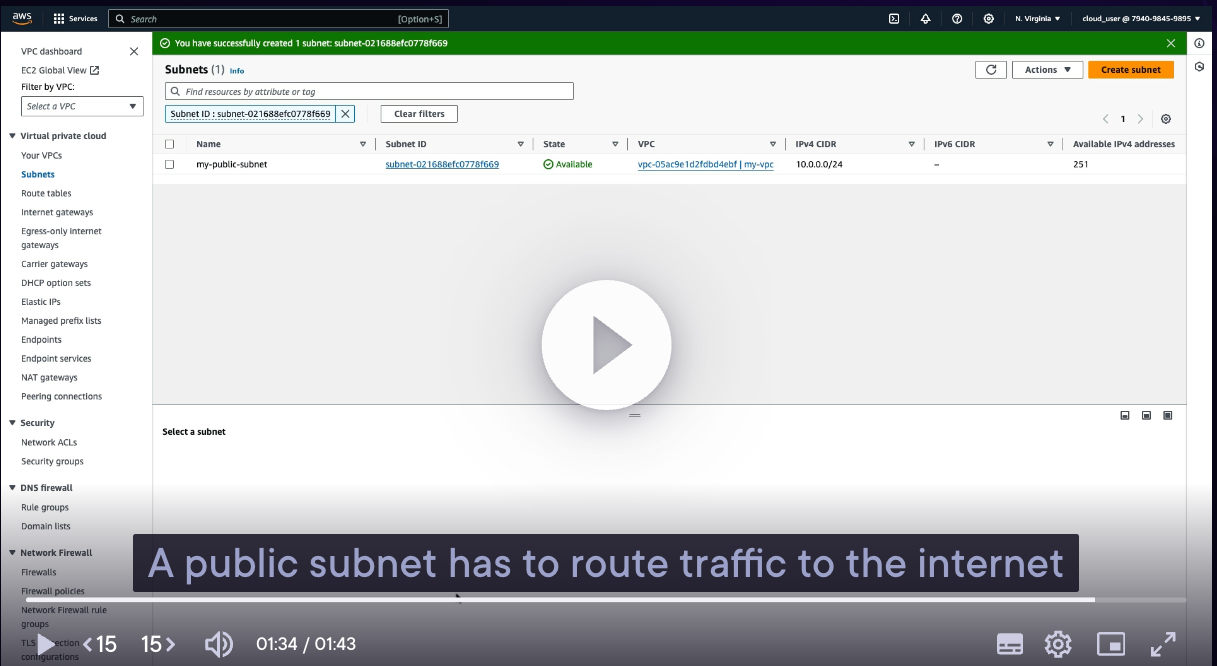 aws Services Search [Option+S] N. Virginia cloud_user @ 7940-9845-9895
VPC dashboard
EC2 Global View
Filter by VPC:
Select a VPC
Virtual private cloud
Your VPCs
Subnets
Route tables
Internet gateways
Egress-only internet
gateways
Carrier gateways
DHCP option sets
Elastic IPs
Managed prefix lists
Endpoints
Endpoint services
NAT gateways
Peering connections
Security
Network ACLs
Security groups
DNS firewall
Rule groups
Domain lists
Network Firewall
Firewalls
Firewall policies
Network Firewall rule
groups
TLS
configurations
You have successfully created 1 subnet: subnet-021688efc0778f669
Subnets (1) Info
Actions Create subnet
Find resources by attribute or tag
Subnet ID : subnet-021688efc0778f669 Clear filters
1
Name Subnet ID State VPC IPv4 CIDR IPv6 CIDR Available IPv4 addresses
my-public-subnet subnet-021688efc0778f669 Available vpc-05ac9e1d2fdbd4ebf | my-vpc 10.0.0.0/24 – 251
Select a subnet
A public subnet has to route traffic to the internet
15 15 01:34 / 01:43